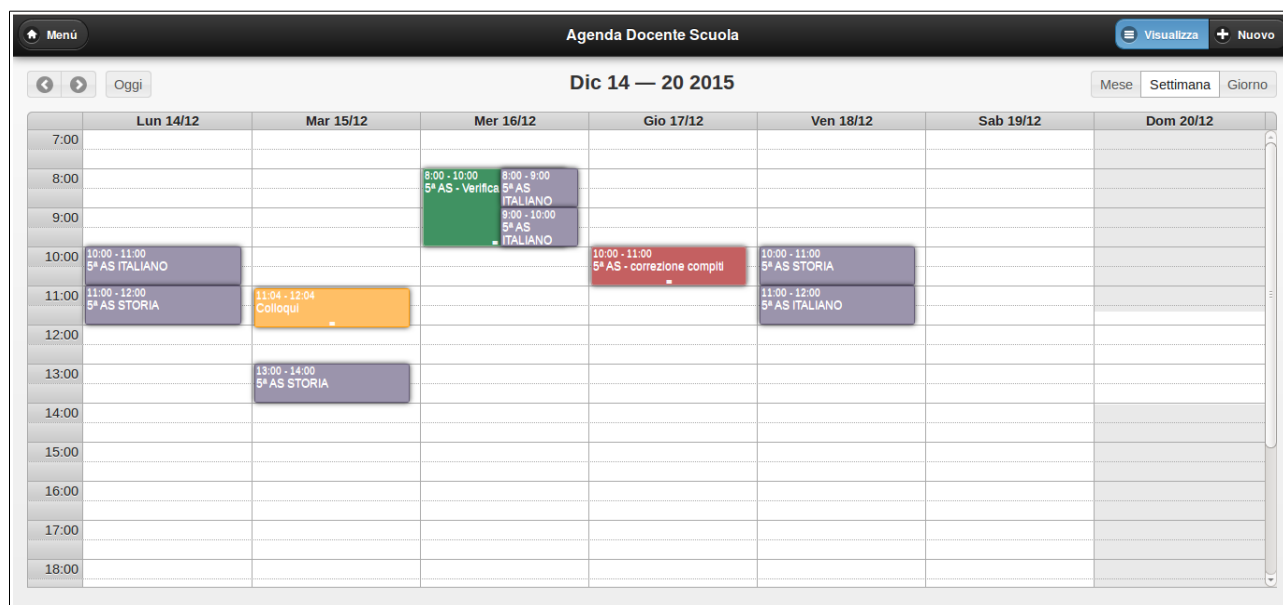 Menú
Agenda Docente Scuola
Visualizza
Nuovo
Oggi
Dic 14 — 20 2015
Mese Settimana Giorno
Lun 14/12 Mar 15/12 Mer 16/12 Gio 17/12 Ven 18/12 Sab 19/12 Dom 20/12
7:00
8:00
8:00 - 10:00
5ª AS - Verifica
8:00 - 9:00
5ª AS
ITALIANO
9:00
9:00 - 10:00
5ª AS
ITALIANO
10:00
10:00 - 11:00
5ª AS ITALIANO
10:00 - 11:00
5ª AS - correzione compiti
10:00 - 11:00
5ª AS STORIA
11:00
11:00 - 12:00
5ª AS STORIA
11:04 - 12:04
Colloqui
11:00 - 12:00
5ª AS ITALIANO
12:00
13:00
13:00 - 14:00
5ª AS STORIA
14:00
15:00
16:00
17:00
18:00